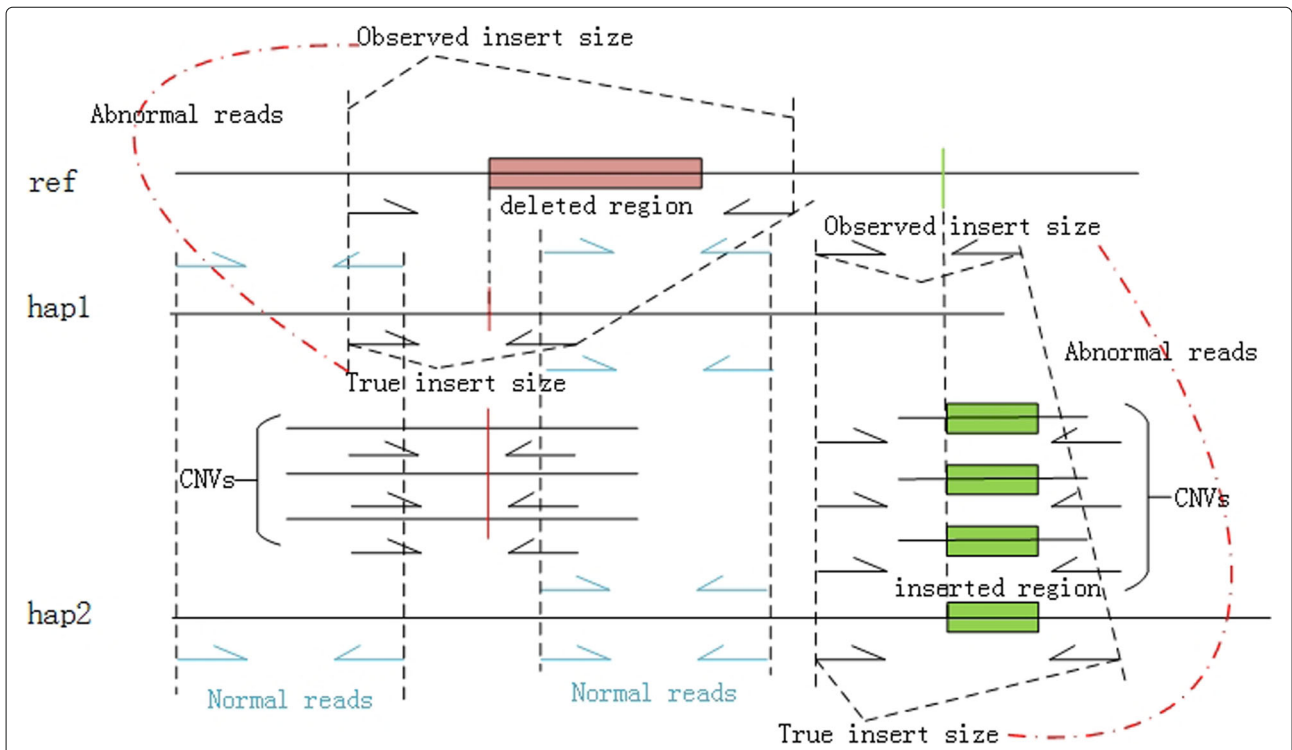 Observed insert size
Abnormal reads
ref
deleted region
Observed insert size
hap1
Abnormal reads
True insert size
CNVs
CNVs
inserted region
hap2
Normal reads
Normal reads
True insert size